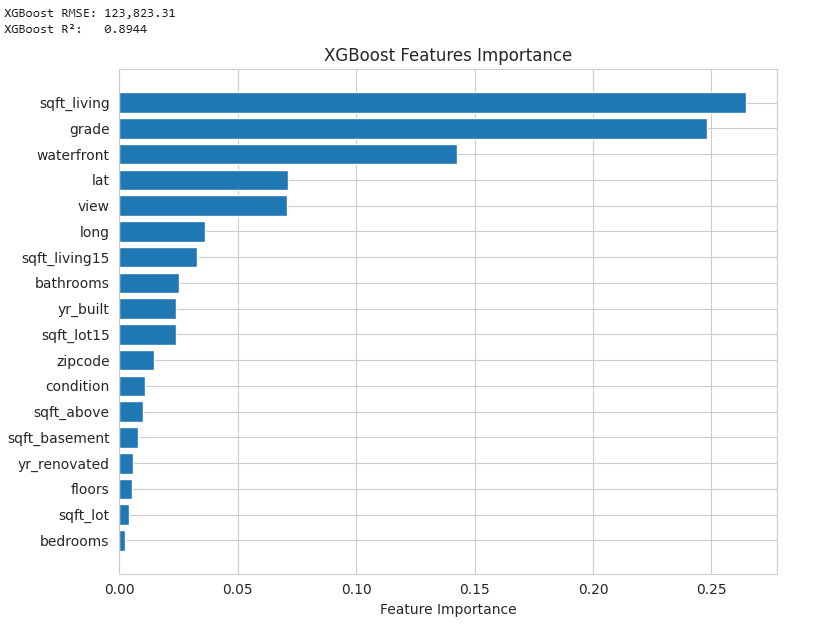 XGBoost RMSE: 123,823.31
XGBoost R²:   0.8944
XGBoost Features Importance
sqft_living
grade
waterfront
lat
view
long
sqft_living15
bathrooms
yr_built
sqft_lot15
zipcode
condition
sqft_above
sqft_basement
yr_renovated
floors
sqft_lot
bedrooms
0.00 0.05 0.10 0.15 0.20 0.25
Feature Importance